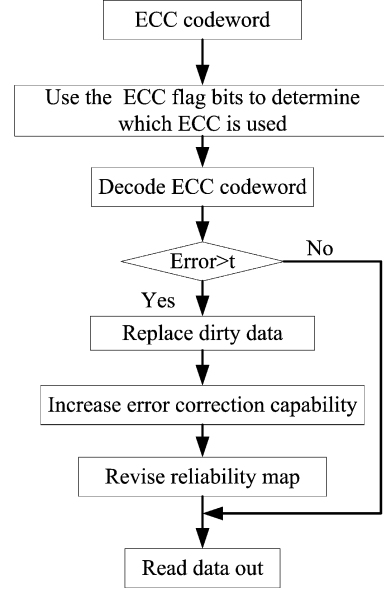 ECC codeword
Use the ECC flag bits to determine
which ECC is used
Decode ECC codeword
Error>t
No
Yes
Replace dirty data
Increase error correction capability
Revise reliability map
Read data out